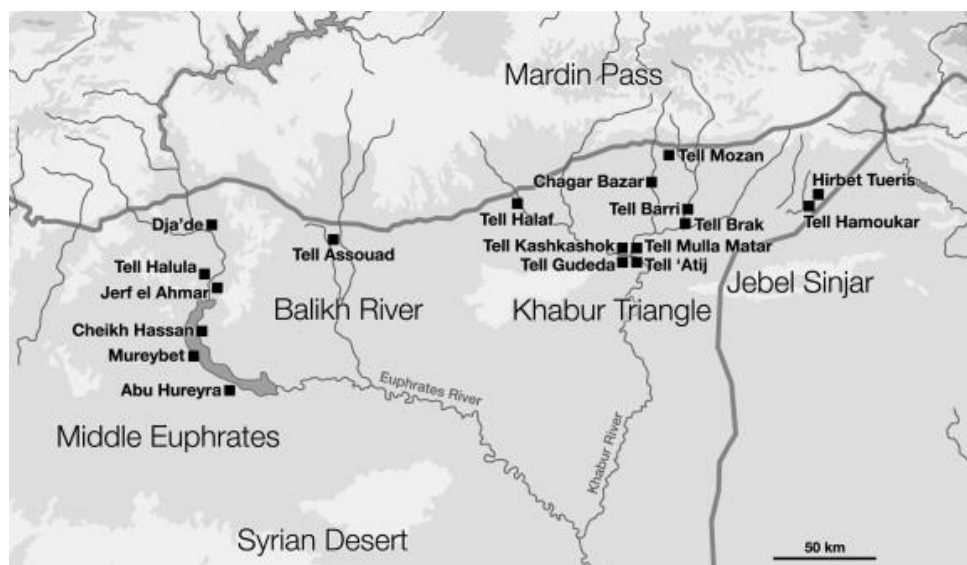 Mardin Pass
Tell Mozan
Chagar Bazar
Hirbet Tueris
Tell Halaf
Tell Barri
Tell Brak
Tell Hamoukar
Dja'de
Tell Assouad
Tell Kashkashok
Tell Mulla Matar
Tell Gudeda
Tell ‘Atij
Tell Halula
Jerf el Ahmar
Balikh River
Khabur Triangle
Jebel Sinjar
Cheikh Hassan
Mureybet
Abu Hureyra
Euphrates River
Middle Euphrates
Khabur River
Syrian Desert
50 km